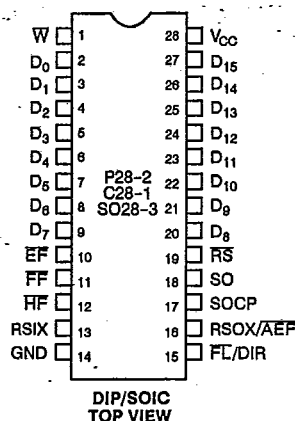 W̅ 1 28 VCC
D0 2 27 D15
D1 3 26 D14
D2 4 25 D13
D3 5 24 D12
D4 6 23 D11
D5 7 P28-2 22 D10
C28-1
D6 8 SO28-3 21 D9
D7 9 20 D8
E̅F̅ 10 19 R̅S̅
F̅F̅ 11 18 SO
H̅F̅ 12 17 SOCP
RSIX 13 16 RSOX/A̅E̅F̅
GND 14 15 F̅L̅/DIR
DIP/SOIC
TOP VIEW